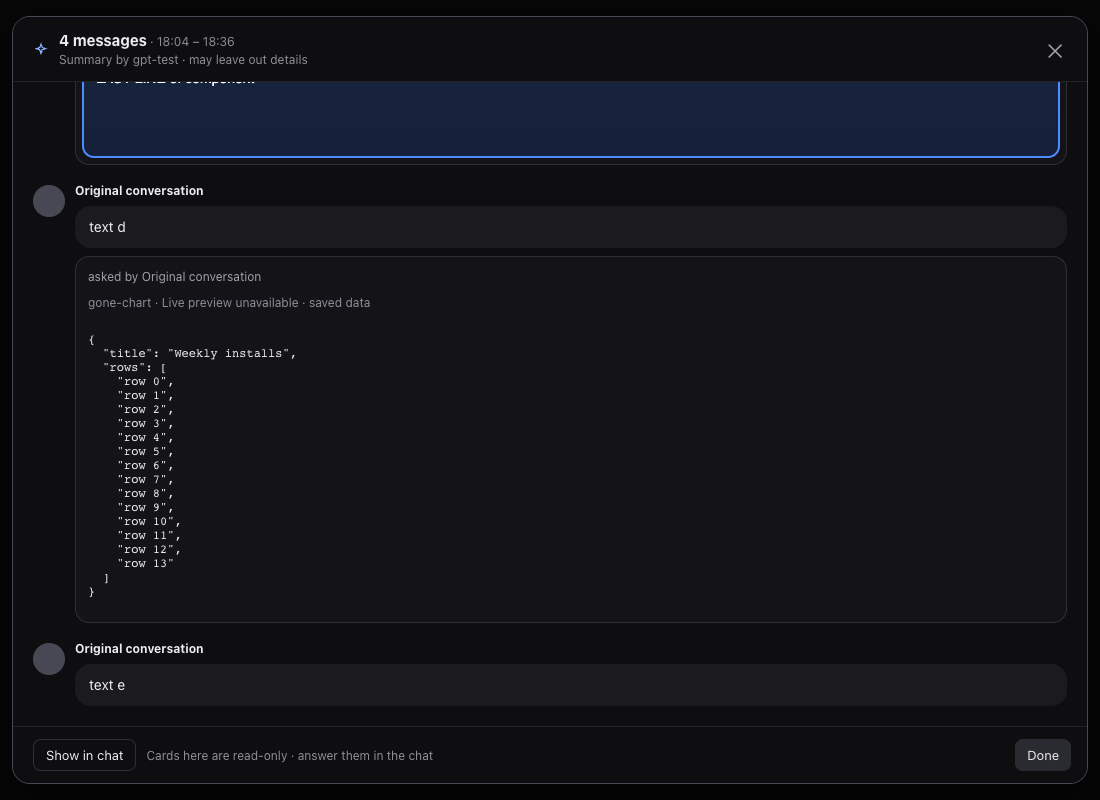 4 messages · 18:04 – 18:36
Summary by gpt-test · may leave out details
of component
Original conversation
text d
asked by Original conversation
gone-chart · Live preview unavailable · saved data
{
  "title": "Weekly installs",
  "rows": [
    "row 0",
    "row 1",
    "row 2",
    "row 3",
    "row 4",
    "row 5",
    "row 6",
    "row 7",
    "row 8",
    "row 9",
    "row 10",
    "row 11",
    "row 12",
    "row 13"
  ]
}
Original conversation
text e
Show in chat
Cards here are read-only · answer them in the chat
Done